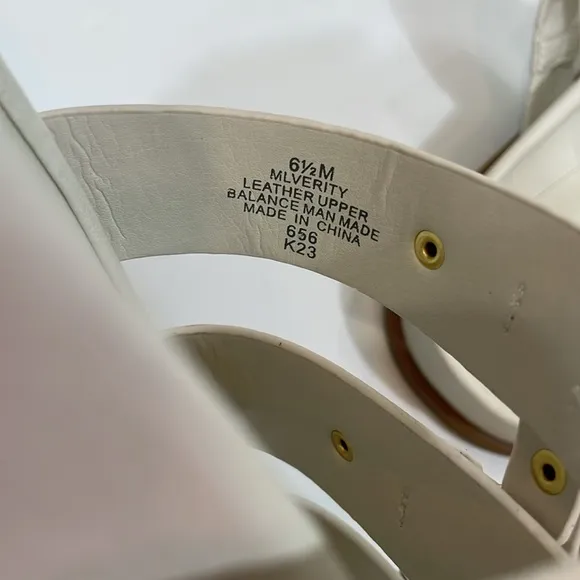 6½M
MLVERITY
LEATHER UPPER
BALANCE MAN MADE
MADE IN CHINA
656
K23